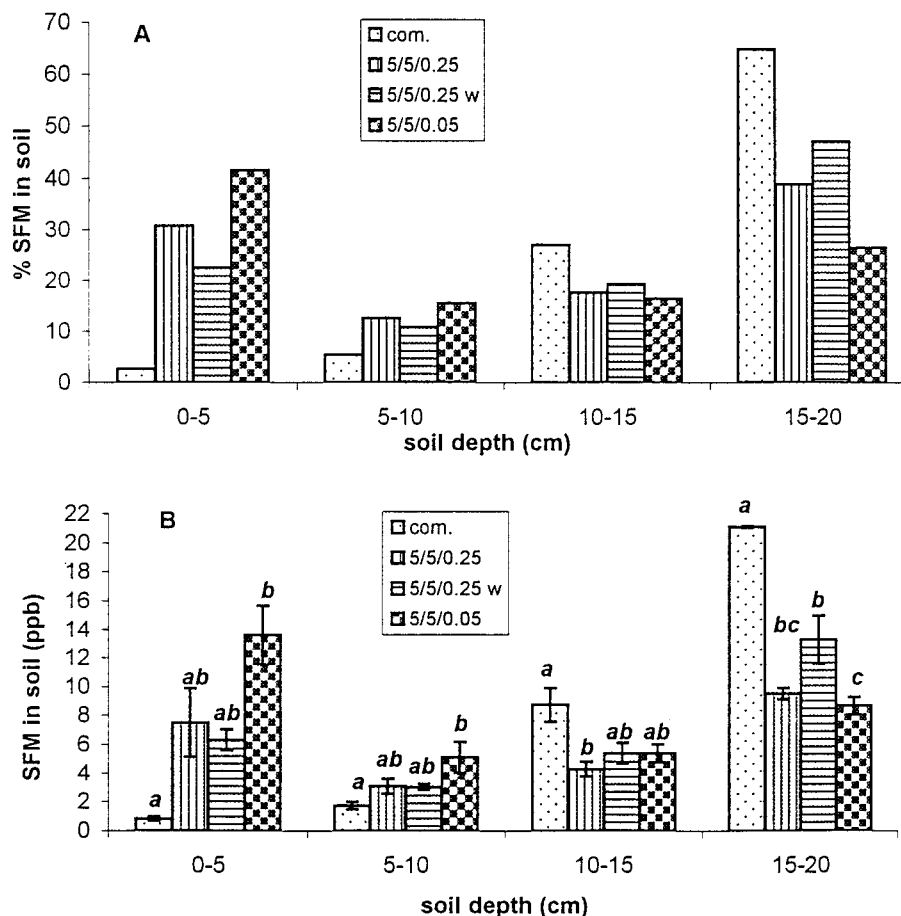 A
com.
5/5/0.25
5/5/0.25 w
5/5/0.05
% SFM in soil
70
60
50
40
30
20
10
0
0-5
5-10
10-15
15-20
soil depth (cm)
B
com.
5/5/0.25
5/5/0.25 w
5/5/0.05
SFM in soil (ppb)
22
20
18
16
14
12
10
8
6
4
2
0
a
ab
ab
b
a
ab
ab
b
a
b
ab
ab
a
bc
b
c
0-5
5-10
10-15
15-20
soil depth (cm)